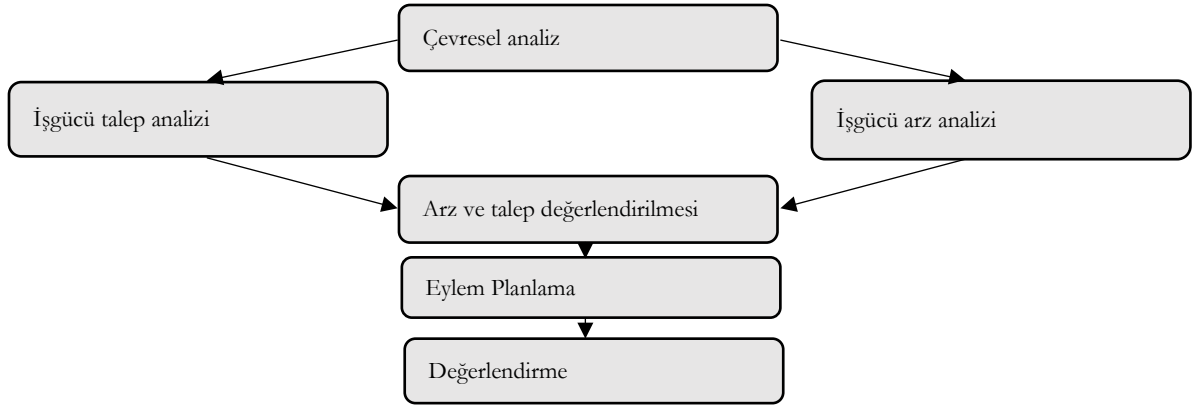 Çevresel analiz
İşgücü talep analizi
İşgücü arz analizi
Arz ve talep değerlendirilmesi
Eylem Planlama
Değerlendirme